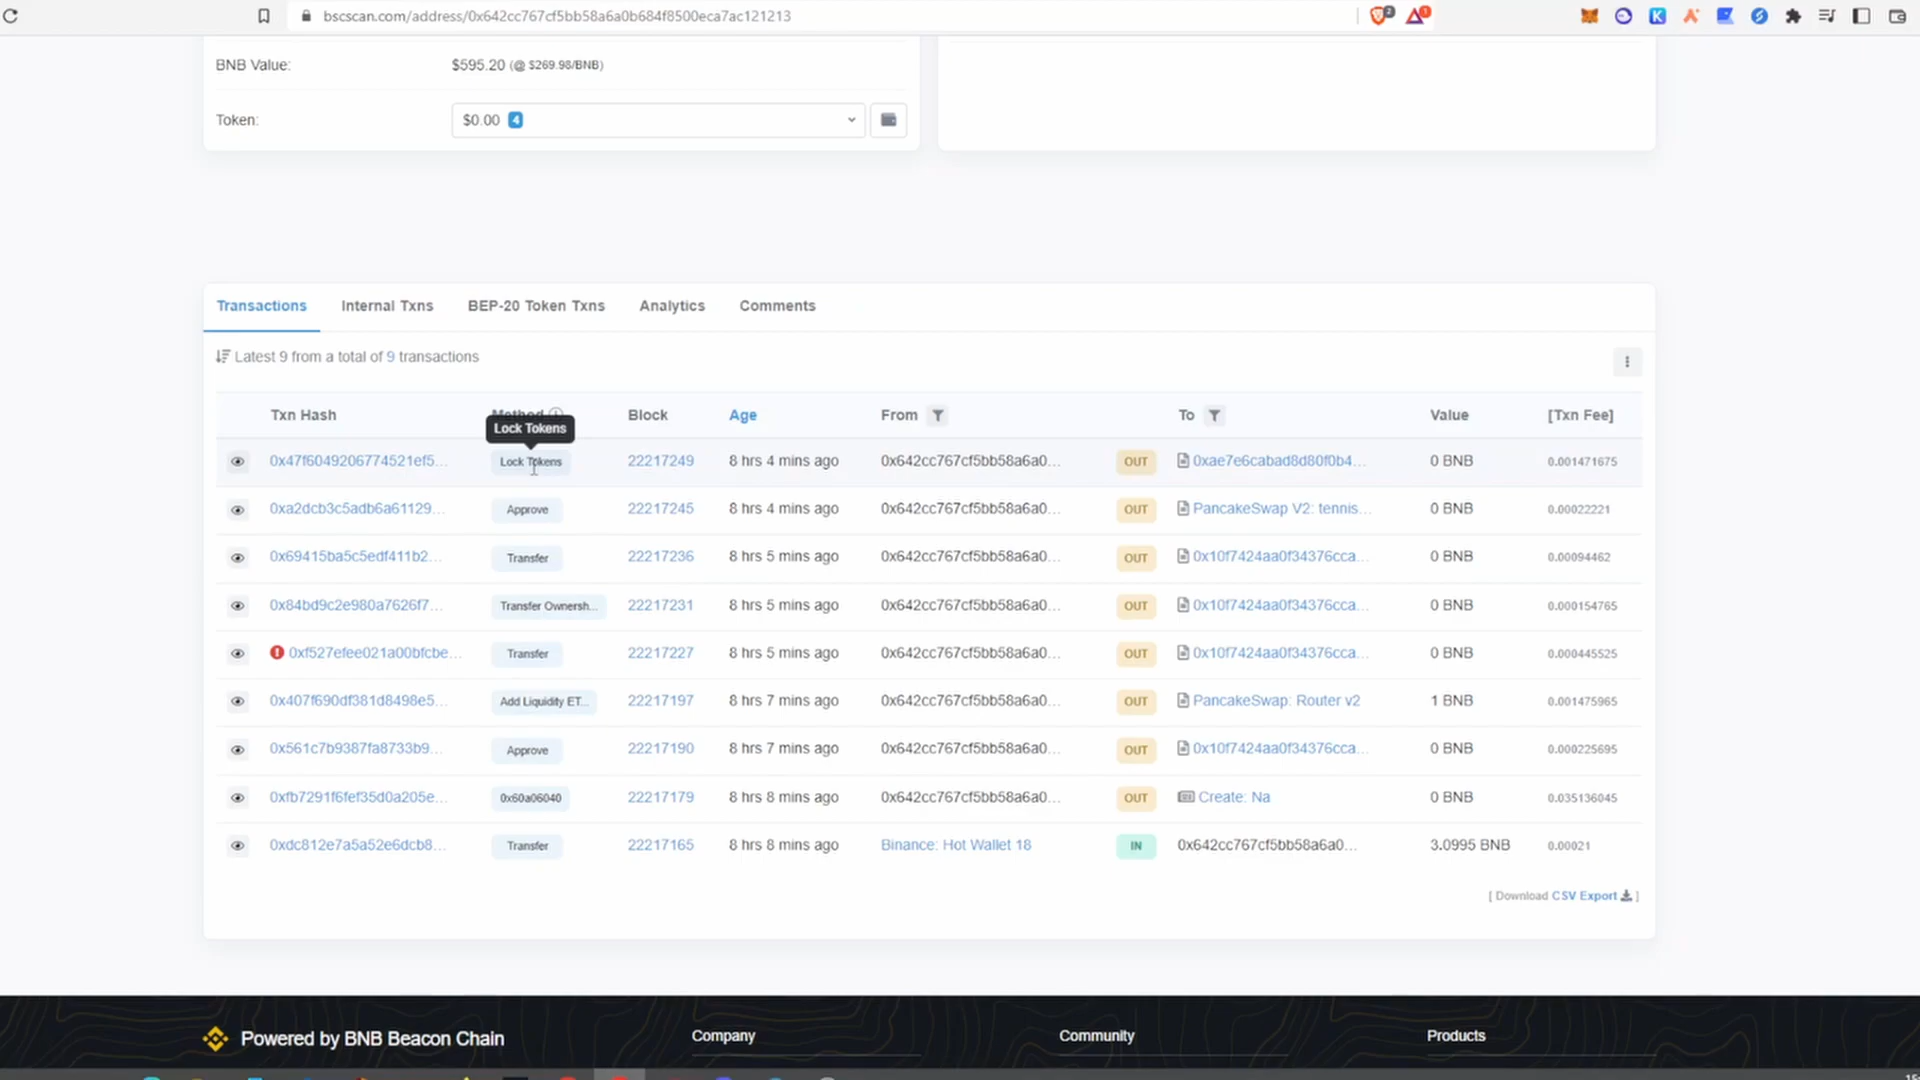 bscscan.com/address/0x642cc767cf5bb58a6a0b684f8500eca7ac121213
2
1
BNB Value: $595.20 (@ $269.98/BNB)
Token: $0.00 4
Transactions Internal Txns BEP-20 Token Txns Analytics Comments
Latest 9 from a total of 9 transactions
Txn Hash Method Block Age From To Value [Txn Fee]
Lock Tokens
0x47f6049206774521ef5... Lock Tokens 22217249 8 hrs 4 mins ago 0x642cc767cf5bb58a6a0... OUT 0xae7e6cabad8d80f0b4... 0 BNB 0.001471675
0xa2dcb3c5adb6a61129... Approve 22217245 8 hrs 4 mins ago 0x642cc767cf5bb58a6a0... OUT PancakeSwap V2: tennis... 0 BNB 0.00022221
0x69415ba5c5edf411b2... Transfer 22217236 8 hrs 5 mins ago 0x642cc767cf5bb58a6a0... OUT 0x10f7424aa0f34376cca... 0 BNB 0.00094462
0x84bd9c2e980a7626f7... Transfer Ownersh... 22217231 8 hrs 5 mins ago 0x642cc767cf5bb58a6a0... OUT 0x10f7424aa0f34376cca... 0 BNB 0.000154765
0xf527efee021a00bfcbe... Transfer 22217227 8 hrs 5 mins ago 0x642cc767cf5bb58a6a0... OUT 0x10f7424aa0f34376cca... 0 BNB 0.000445525
0x407f690df381d8498e5... Add Liquidity ET... 22217197 8 hrs 7 mins ago 0x642cc767cf5bb58a6a0... OUT PancakeSwap: Router v2 1 BNB 0.001475965
0x561c7b9387fa8733b9... Approve 22217190 8 hrs 7 mins ago 0x642cc767cf5bb58a6a0... OUT 0x10f7424aa0f34376cca... 0 BNB 0.000225695
0xfb7291f6fef35d0a205e... 0x60a06040 22217179 8 hrs 8 mins ago 0x642cc767cf5bb58a6a0... OUT Create: Na 0 BNB 0.035136045
0xdc812e7a5a52e6dcb8... Transfer 22217165 8 hrs 8 mins ago Binance: Hot Wallet 18 IN 0x642cc767cf5bb58a6a0... 3.0995 BNB 0.00021
[ Download CSV Export ]
Powered by BNB Beacon Chain Company Community Products